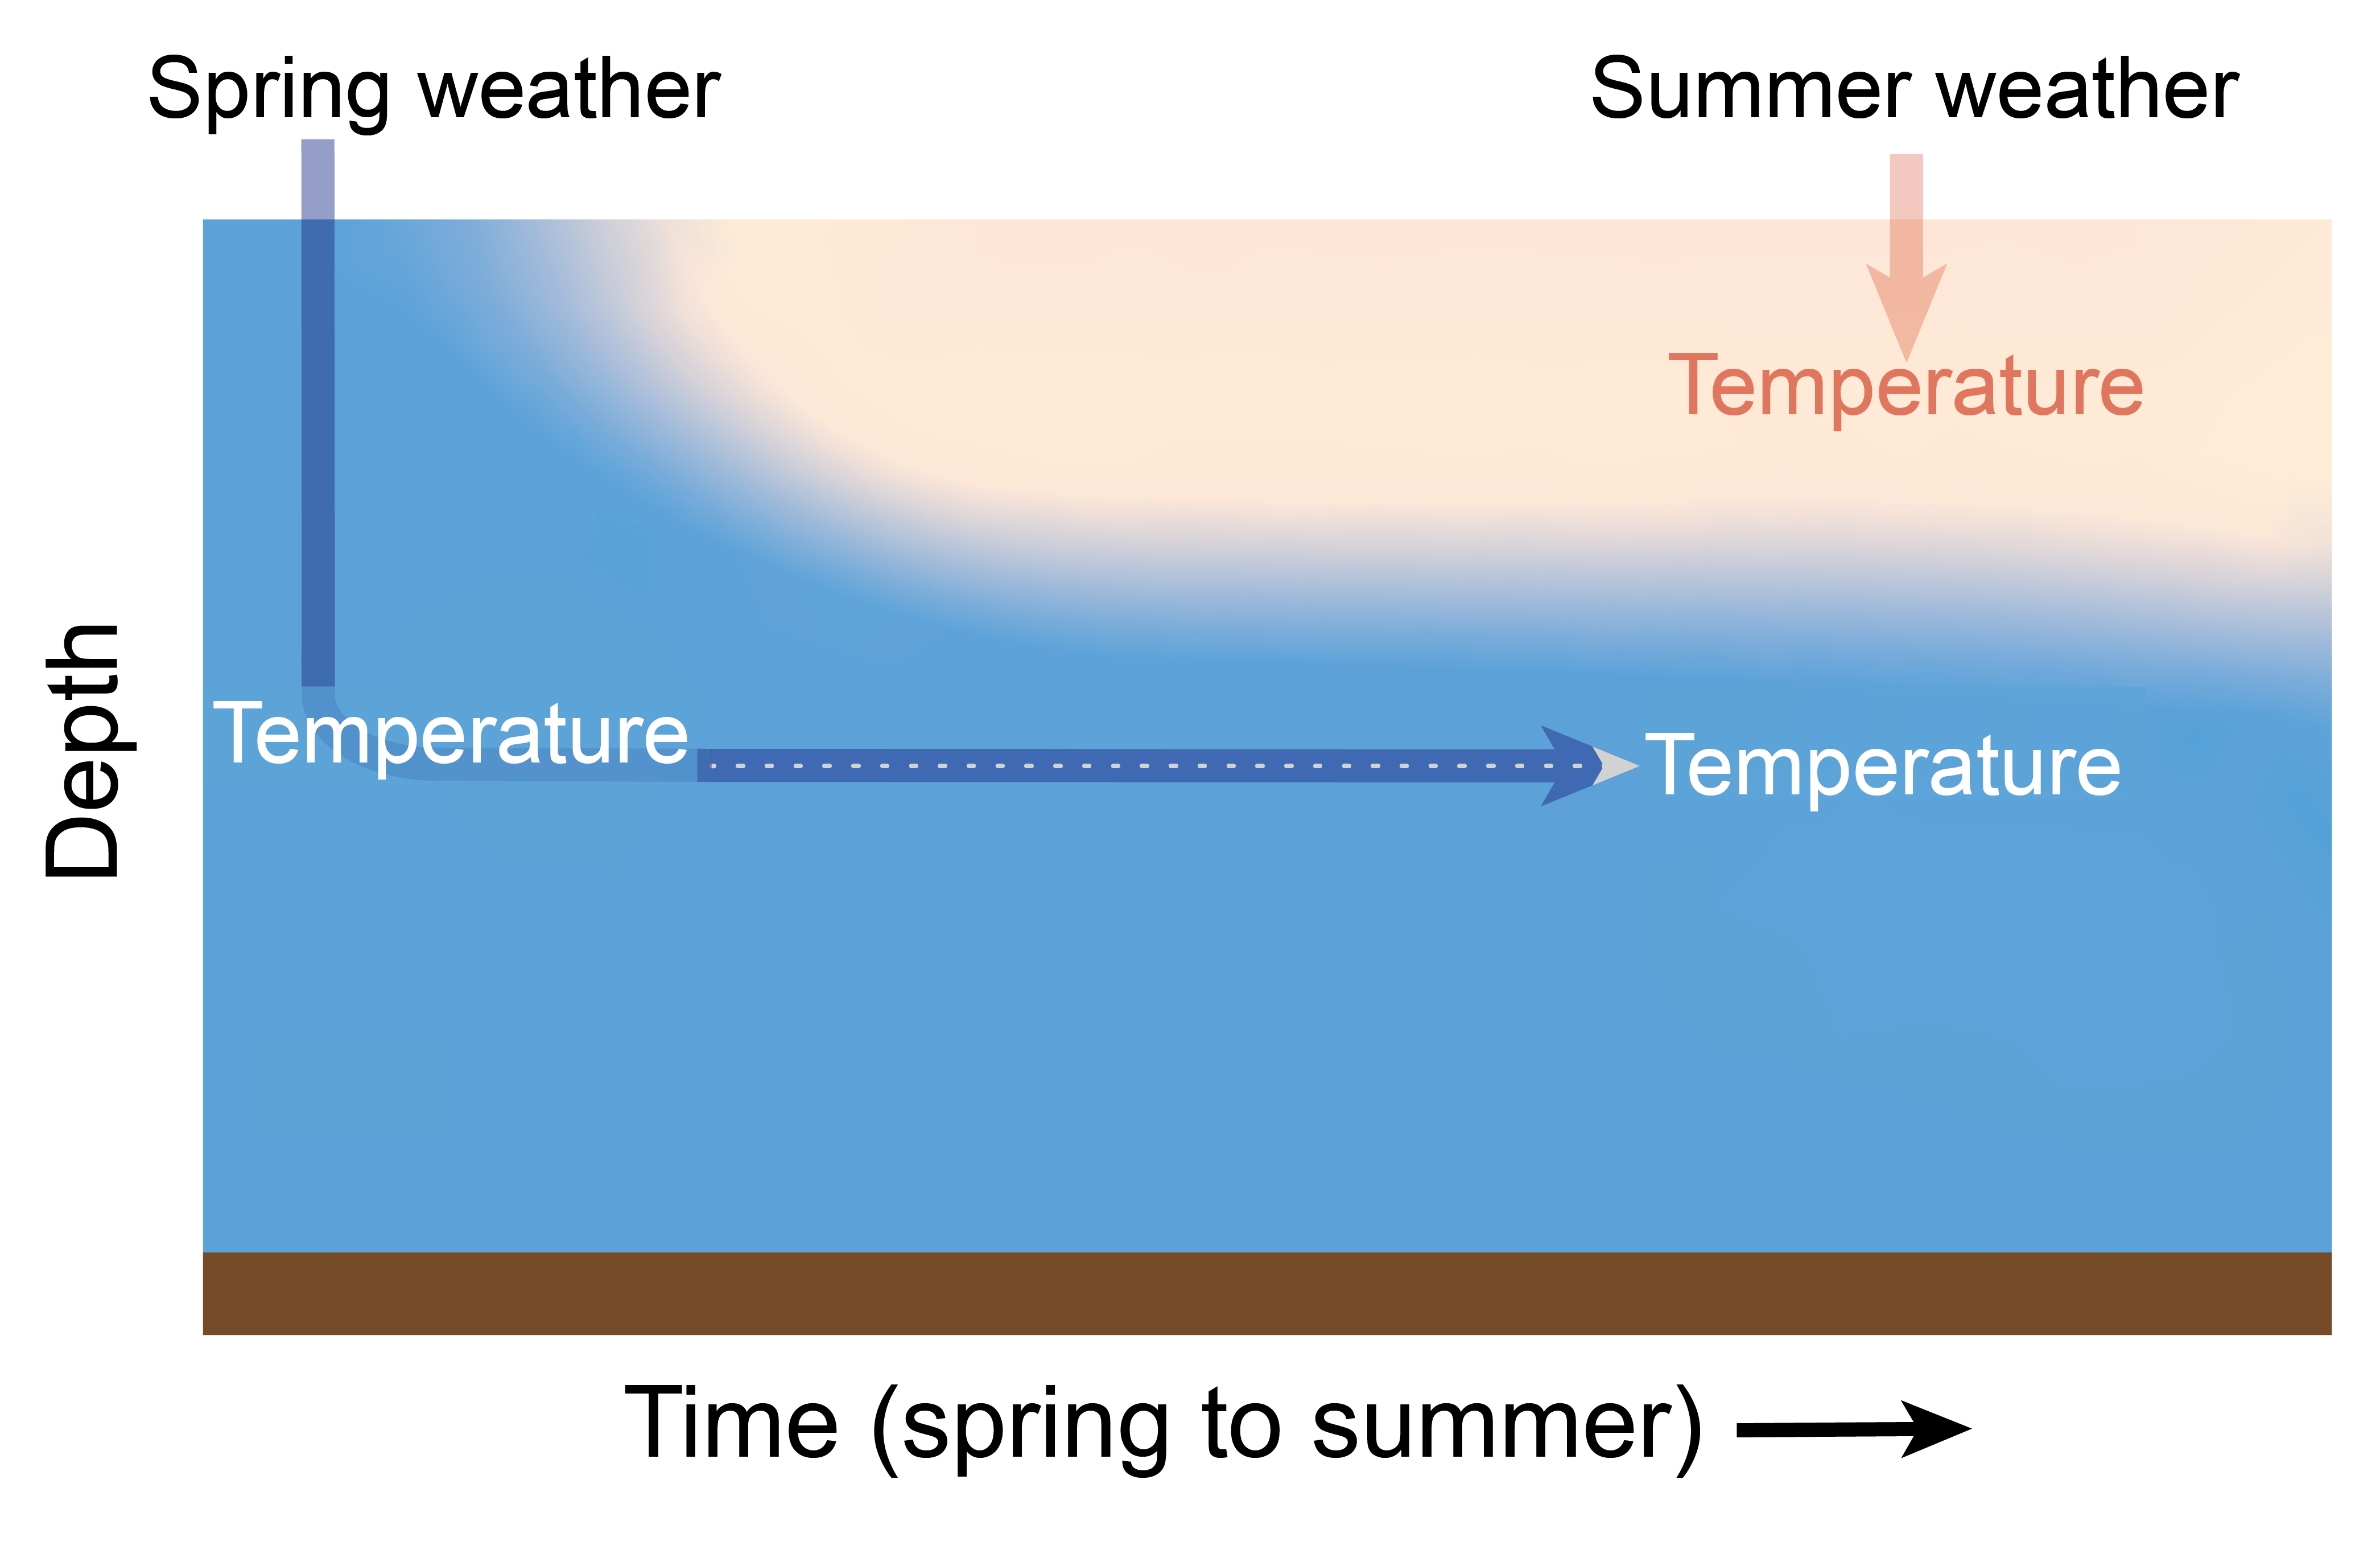 Spring weather
Summer weather
Temperature
Depth
Temperature
Temperature
Time (spring to summer)